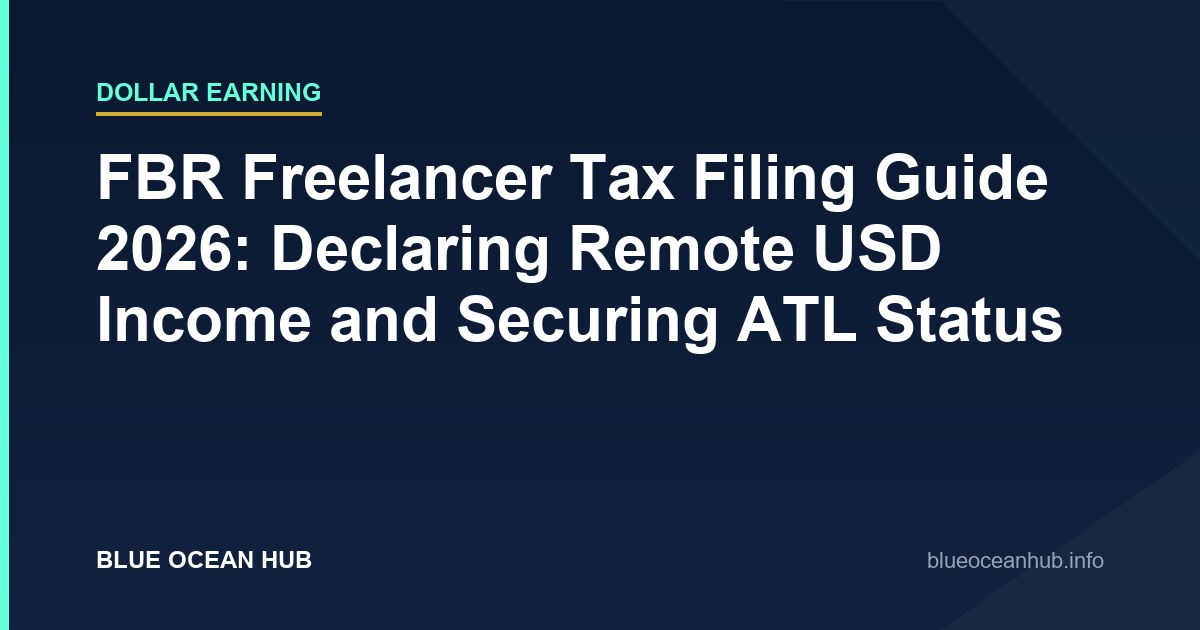 DOLLAR EARNING
FBR Freelancer Tax Filing Guide
2026: Declaring Remote USD
Income and Securing ATL Status
BLUE OCEAN HUB
blueoceanhub.info